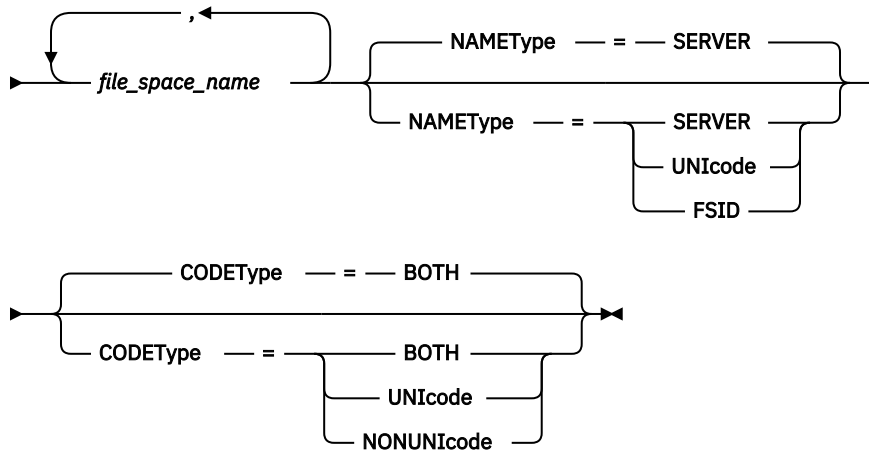 ,
NAMEType = SERVER
file_space_name
NAMEType = SERVER
UNIcode
FSID
CODEType = BOTH
CODEType = BOTH
UNIcode
NONUNIcode